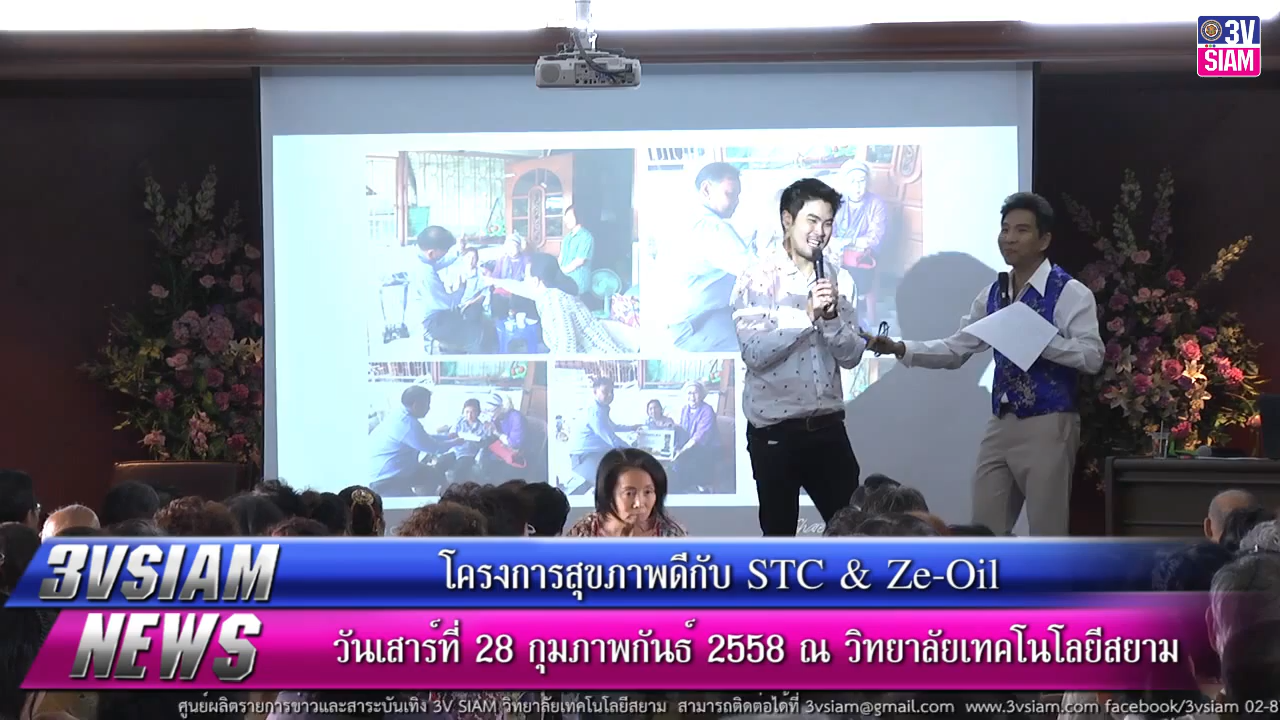 3V
SIAM
3VSIAM
NEWS
โครงการสุขภาพดีกับ STC & Ze-Oil
วันเสาร์ที่ 28 กุมภาพกันธ์ 2558 ณ วิทยาลัยเทคโนโลยีสยาม
ศูนย์ผลิตรายการข่าวและสาระบันเทิง 3V SIAM วิทยาลัยเทคโนโลยีสยาม สามารถติดต่อได้ที่ 3vsiam@gmail.com www.3vsiam.com facebook/3vsiam 02-8